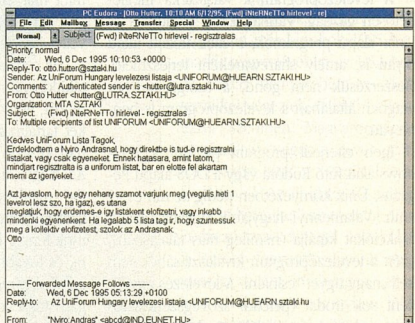 PC Eudora - [Otto Hutter, 10:10 AM 6/12/95, (Fwd) iNteRNeTTo hirlevel - re]
File Edit Mailbox Message Transfer Special Window Help
(Normal) Subject: (Fwd) iNteRNeTTo hirlevel - regisztralas
Priority: normal
Date: Wed, 6 Dec 1995 10:10:53 +0000
Reply-To: otto.hutter@sztaki.hu
Sender: Az UniForum Hungary levelezesi listaja <UNIFORUM@HUEARN.SZTAKI.HU>
Comments: Authenticated sender is <hutter@lutra.sztaki.hu>
From: Otto Hutter <hutter@LUTRA.SZTAKI.HU>
Organization: MTA SZTAKI
Subject: (Fwd) iNteRNeTTo hirlevel - regisztralas
To: Multiple recipients of list UNIFORUM <UNIFORUM@HUEARN.SZTAKI.HU>
Kedves UniForum Lista Tagok,
Erdeklodtem a Nyiro Andrasnal, hogy direktbe is tud-e regisztralni
listakat, vagy csak egyeneket. Ennek hatasara, amint latom
mindjart regisztralta is a uniforum listat, bar en, elmifel akartam
merni az igenyeket.
Azt javaslom, hogy egy nehany szamot varjunk meg (vegulis heti 1
levelrol lesz szo, ha igaz), es utana
meglatjuk, hogy erdemes-e igy listakent elofizetni, vagy inkabb
mindenki egyenenkent. Ha legalabb 5 lista tag ir, hogy szuntessuk
meg a kollektiv elofizetest, szolok az Andrasnak.
Otto
------- Forwarded Message Follows -------
Date: Wed, 6 Dec 1995 05:13:29 +0100
Reply-to: Az UniForum Hungary levelezesi listaja <UNIFORUM@HUEARN.sztaki.hu
>
From: "Nyiro:Andras" <abcd@IND.EUNET.HU>